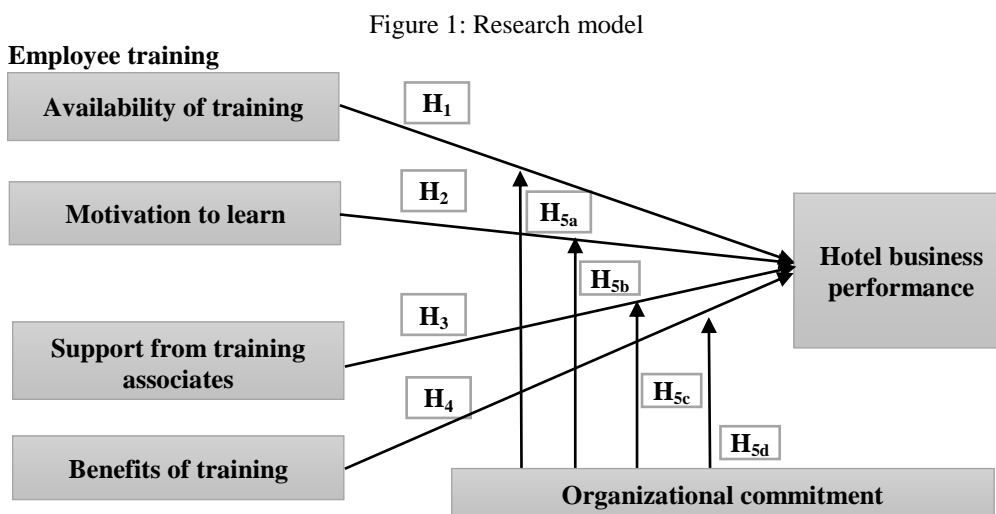 Figure 1: Research model
Employee training
Availability of training
H1
Motivation to learn
H2
H5a
Hotel business
performance
H5b
Support from training
associates
H3
H5c
Benefits of training
H4
H5d
Organizational commitment